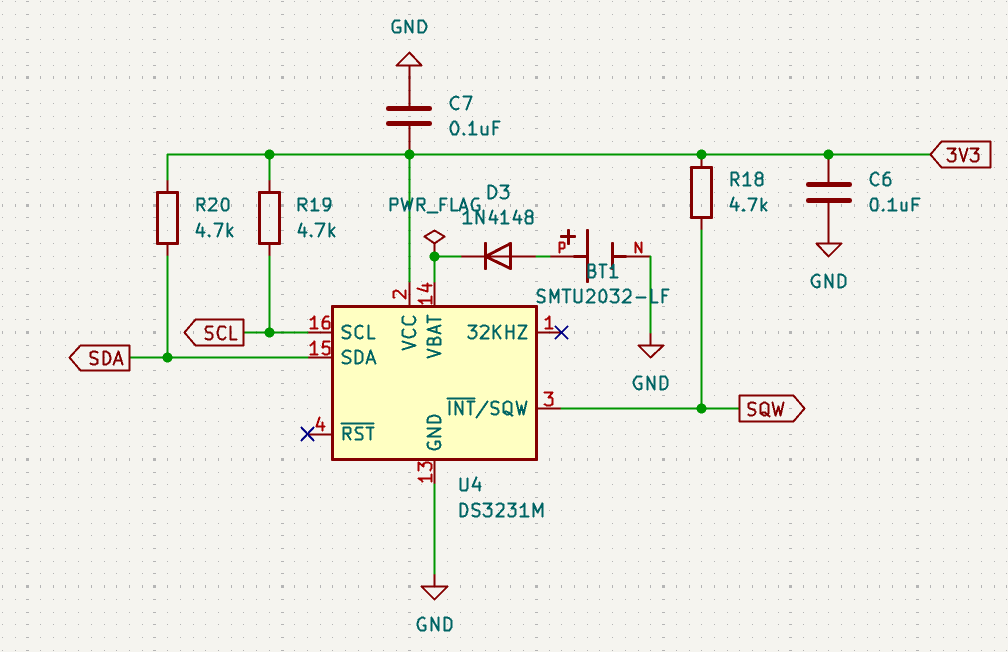 GND
C7
0.1uF
3V3
R20
4.7k
R19
4.7k
PWR_FLAG
D3
1N4148
R18
4.7k
C6
0.1uF
P
+
N
BT1
SMTU2032-LF
GND
2
14
16
SCL
SCL
15
SDA
SDA
VCC
VBAT
32KHZ
1
GND
INT/SQW
3
SQW
4
RST
GND
13
U4
DS3231M
GND